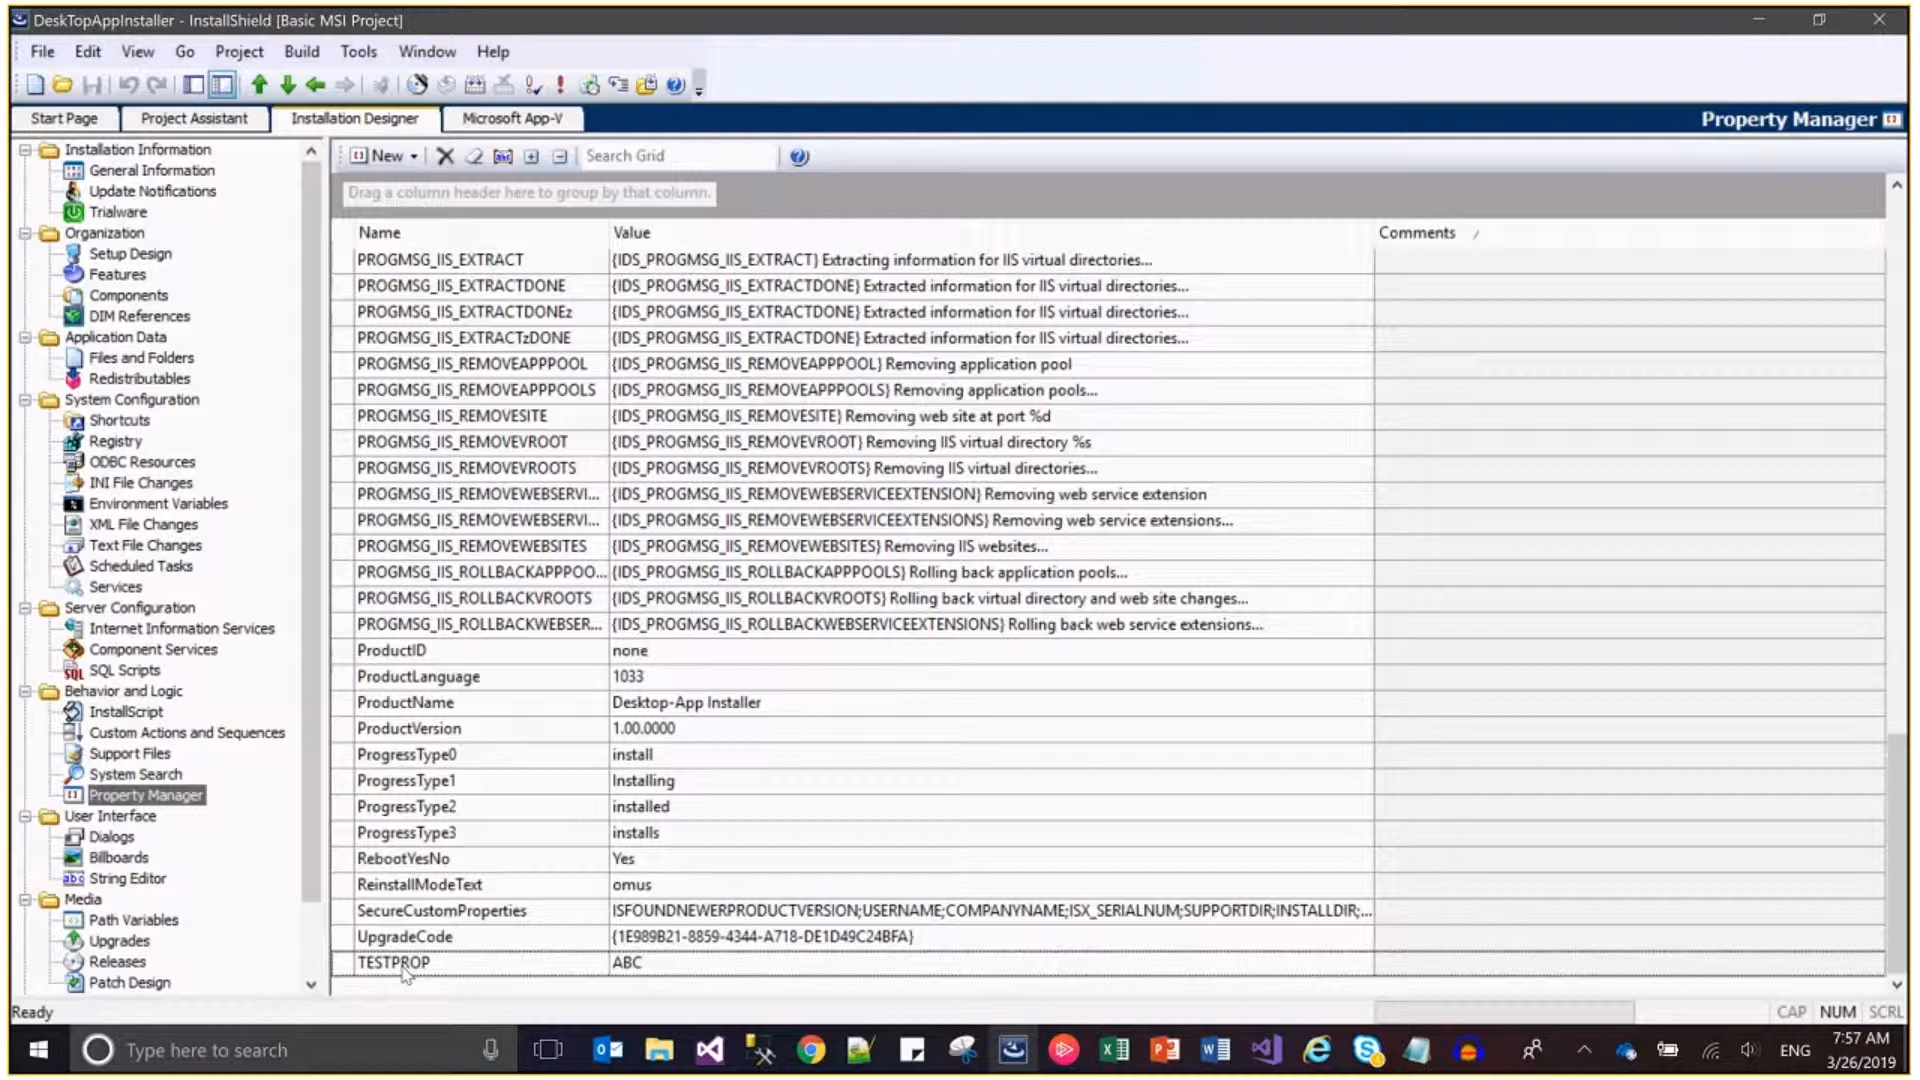 DeskTopAppInstaller - InstallShield [Basic MSI Project]
File Edit View Go Project Build Tools Window Help
Start Page Project Assistant Installation Designer Microsoft App-V Property Manager
Installation Information
General Information
Update Notifications
Trialware
Organization
Setup Design
Features
Components
DIM References
Application Data
Files and Folders
Redistributables
System Configuration
Shortcuts
Registry
ODBC Resources
INI File Changes
Environment Variables
XML File Changes
Text File Changes
Scheduled Tasks
Services
Server Configuration
Internet Information Services
Component Services
SQL SQL Scripts
Behavior and Logic
InstallScript
Custom Actions and Sequences
Support Files
System Search
Property Manager
User Interface
Dialogs
Billboards
abc String Editor
Media
Path Variables
Upgrades
Releases
Patch Design
New Search Grid
Drag a column header here to group by that column.
Name Value Comments
PROGMSG_IIS_EXTRACT {IDS_PROGMSG_IIS_EXTRACT} Extracting information for IIS virtual directories...
PROGMSG_IIS_EXTRACTDONE {IDS_PROGMSG_IIS_EXTRACTDONE} Extracted information for IIS virtual directories...
PROGMSG_IIS_EXTRACTDONEz {IDS_PROGMSG_IIS_EXTRACTDONE} Extracted information for IIS virtual directories...
PROGMSG_IIS_EXTRACTzDONE {IDS_PROGMSG_IIS_EXTRACTDONE} Extracted information for IIS virtual directories...
PROGMSG_IIS_REMOVEAPPPOOL {IDS_PROGMSG_IIS_REMOVEAPPPOOL} Removing application pool
PROGMSG_IIS_REMOVEAPPPOOLS {IDS_PROGMSG_IIS_REMOVEAPPPOOLS} Removing application pools...
PROGMSG_IIS_REMOVESITE {IDS_PROGMSG_IIS_REMOVESITE} Removing web site at port %d
PROGMSG_IIS_REMOVEVROOT {IDS_PROGMSG_IIS_REMOVEVROOT} Removing IIS virtual directory %s
PROGMSG_IIS_REMOVEVROOTS {IDS_PROGMSG_IIS_REMOVEVROOTS} Removing IIS virtual directories...
PROGMSG_IIS_REMOVEWEBSERVI... {IDS_PROGMSG_IIS_REMOVEWEBSERVICEEXTENSION} Removing web service extension
PROGMSG_IIS_REMOVEWEBSERVI... {IDS_PROGMSG_IIS_REMOVEWEBSERVICEEXTENSIONS} Removing web service extensions...
PROGMSG_IIS_REMOVEWEBSITES {IDS_PROGMSG_IIS_REMOVEWEBSITES} Removing IIS websites...
PROGMSG_IIS_ROLLBACKAPPPOO... {IDS_PROGMSG_IIS_ROLLBACKAPPPOOLS} Rolling back application pools...
PROGMSG_IIS_ROLLBACKVROOTS {IDS_PROGMSG_IIS_ROLLBACKVROOTS} Rolling back virtual directory and web site changes...
PROGMSG_IIS_ROLLBACKWEBSER... {IDS_PROGMSG_IIS_ROLLBACKWEBSERVICEEXTENSIONS} Rolling back web service extensions...
ProductID none
ProductLanguage 1033
ProductName Desktop-App Installer
ProductVersion 1.00.0000
ProgressType0 install
ProgressType1 Installing
ProgressType2 installed
ProgressType3 installs
RebootYesNo Yes
ReinstallModeText omus
SecureCustomProperties ISFOUNDNEWERPRODUCTVERSION;USERNAME;COMPANYNAME;ISX_SERIALNUM;SUPPORTDIR;INSTALLDIR;...
UpgradeCode {1E989B21-8859-4344-A718-DE1D49C24BFA}
TESTPROP ABC
Ready CAP NUM SCRL
Type here to search ENG 7:57 AM
3/26/2019